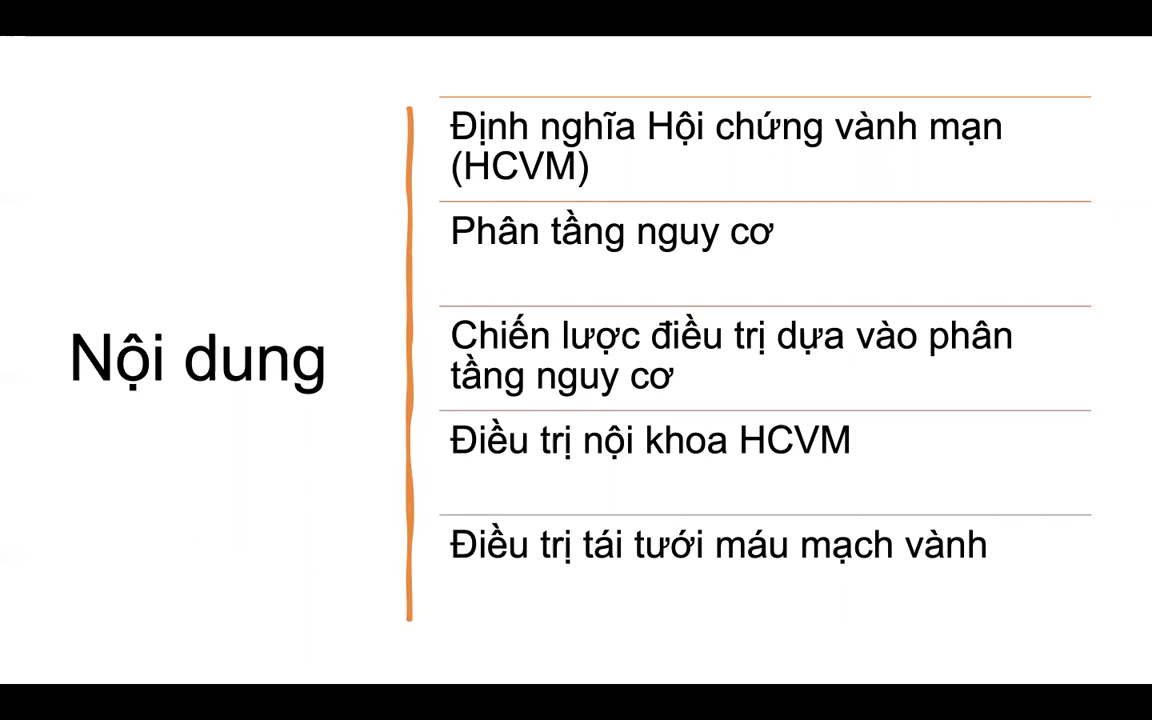 Nội dung
Định nghĩa Hội chứng vành mạn
(HCVM)
Phân tầng nguy cơ
Chiến lược điều trị dựa vào phân
tầng nguy cơ
Điều trị nội khoa HCVM
Điều trị tái tưới máu mạch vành